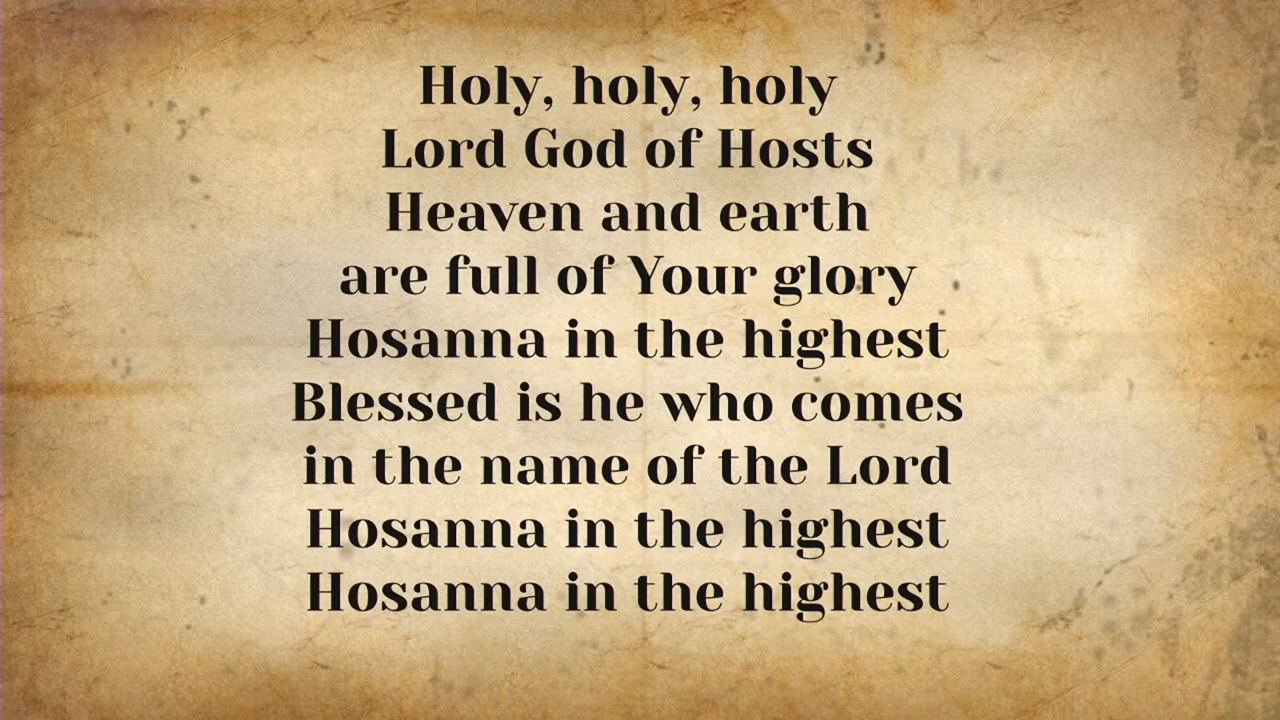 Holy, holy, holy
Lord God of Hosts
Heaven and earth
are full of Your glory
Hosanna in the highest
Blessed is he who comes
in the name of the Lord
Hosanna in the highest
Hosanna in the highest